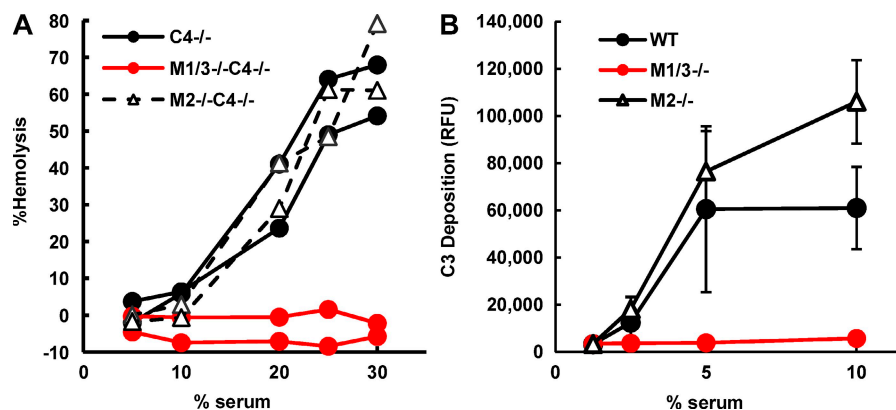 A
%Hemolysis
80
70
60
50
40
30
20
10
0
-10
C4-/-
M1/3-/-C4-/-
M2-/-C4-/-
0
10
20
30
% serum
B
C3 Deposition (RFU)
140,000
120,000
100,000
80,000
60,000
40,000
20,000
0
WT
M1/3-/-
M2-/-
0
5
10
% serum